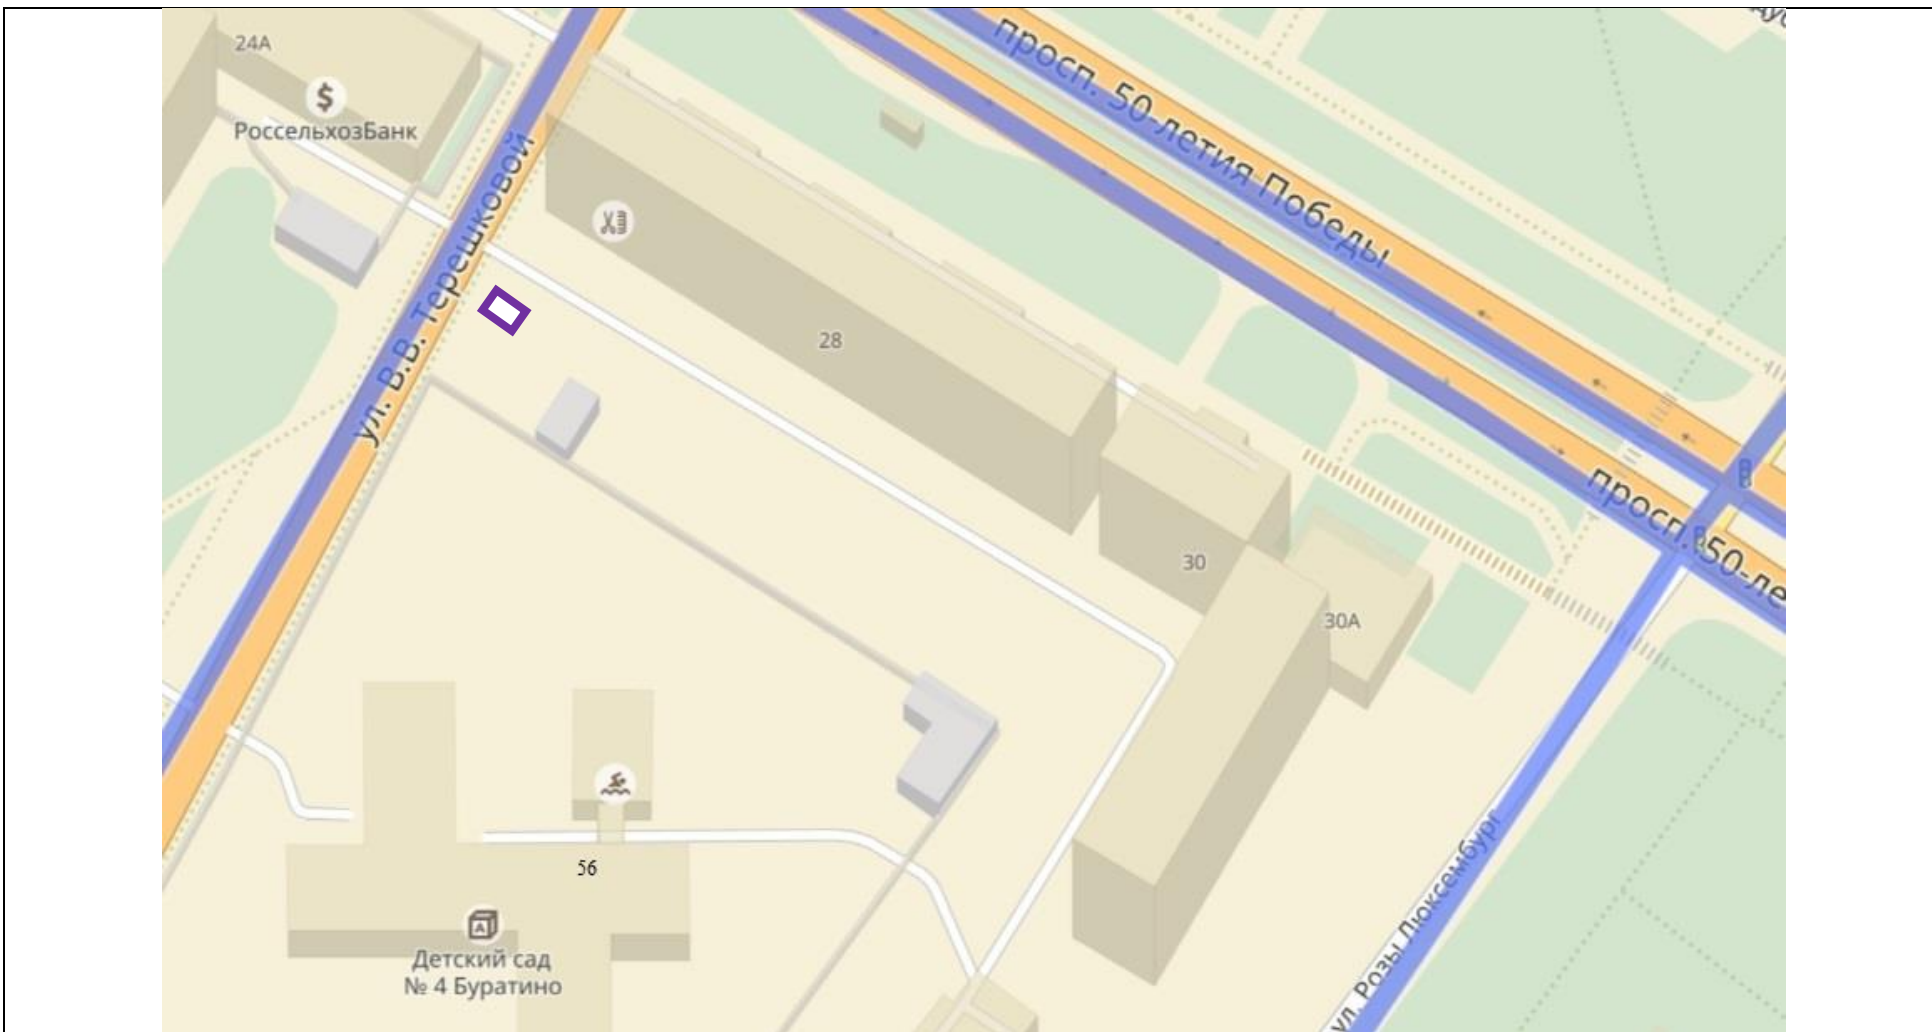 24А
РоссельхозБанк
просп. 50-летия Победы
ул. В.В. Терешковой
28
30
30А
просп. 50-ле
56
Детский сад
№ 4 Буратино
ул. Розы Люксембург